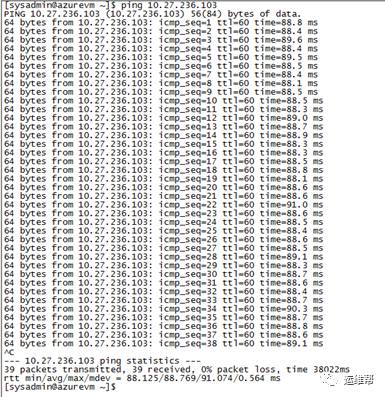 [sysadmin@azurevm ~]$ ping 10.27.236.103
PING 10.27.236.103 (10.27.236.103) 56(84) bytes of data.
64 bytes from 10.27.236.103: icmp_seq=1 ttl=60 time=88.8 ms
64 bytes from 10.27.236.103: icmp_seq=2 ttl=60 time=88.4 ms
64 bytes from 10.27.236.103: icmp_seq=3 ttl=60 time=89.6 ms
64 bytes from 10.27.236.103: icmp_seq=4 ttl=60 time=88.4 ms
64 bytes from 10.27.236.103: icmp_seq=5 ttl=60 time=89.5 ms
64 bytes from 10.27.236.103: icmp_seq=6 ttl=60 time=88.5 ms
64 bytes from 10.27.236.103: icmp_seq=7 ttl=60 time=88.4 ms
64 bytes from 10.27.236.103: icmp_seq=8 ttl=60 time=88.1 ms
64 bytes from 10.27.236.103: icmp_seq=9 ttl=60 time=88.5 ms
64 bytes from 10.27.236.103: icmp_seq=10 ttl=60 time=88.5 ms
64 bytes from 10.27.236.103: icmp_seq=11 ttl=60 time=88.3 ms
64 bytes from 10.27.236.103: icmp_seq=12 ttl=60 time=89.0 ms
64 bytes from 10.27.236.103: icmp_seq=13 ttl=60 time=88.7 ms
64 bytes from 10.27.236.103: icmp_seq=14 ttl=60 time=88.9 ms
64 bytes from 10.27.236.103: icmp_seq=15 ttl=60 time=88.3 ms
64 bytes from 10.27.236.103: icmp_seq=16 ttl=60 time=88.3 ms
64 bytes from 10.27.236.103: icmp_seq=17 ttl=60 time=88.5 ms
64 bytes from 10.27.236.103: icmp_seq=18 ttl=60 time=88.8 ms
64 bytes from 10.27.236.103: icmp_seq=19 ttl=60 time=88.1 ms
64 bytes from 10.27.236.103: icmp_seq=20 ttl=60 time=88.6 ms
64 bytes from 10.27.236.103: icmp_seq=21 ttl=60 time=88.6 ms
64 bytes from 10.27.236.103: icmp_seq=22 ttl=60 time=91.0 ms
64 bytes from 10.27.236.103: icmp_seq=23 ttl=60 time=88.6 ms
64 bytes from 10.27.236.103: icmp_seq=24 ttl=60 time=88.5 ms
64 bytes from 10.27.236.103: icmp_seq=25 ttl=60 time=88.4 ms
64 bytes from 10.27.236.103: icmp_seq=26 ttl=60 time=88.6 ms
64 bytes from 10.27.236.103: icmp_seq=27 ttl=60 time=88.5 ms
64 bytes from 10.27.236.103: icmp_seq=28 ttl=60 time=89.1 ms
64 bytes from 10.27.236.103: icmp_seq=29 ttl=60 time=88.3 ms
64 bytes from 10.27.236.103: icmp_seq=30 ttl=60 time=88.7 ms
64 bytes from 10.27.236.103: icmp_seq=31 ttl=60 time=88.6 ms
64 bytes from 10.27.236.103: icmp_seq=32 ttl=60 time=88.4 ms
64 bytes from 10.27.236.103: icmp_seq=33 ttl=60 time=88.7 ms
64 bytes from 10.27.236.103: icmp_seq=34 ttl=60 time=90.3 ms
64 bytes from 10.27.236.103: icmp_seq=35 ttl=60 time=88.7 ms
64 bytes from 10.27.236.103: icmp_seq=36 ttl=60 time=88.8 ms
64 bytes from 10.27.236.103: icmp_seq=37 ttl=60 time=88.6 ms
64 bytes from 10.27.236.103: icmp_seq=38 ttl=60 time=89.1 ms
^C
--- 10.27.236.103 ping statistics ---
39 packets transmitted, 39 received, 0% packet loss, time 38022ms
rtt min/avg/max/mdev = 88.125/88.769/91.074/0.564 ms
[sysadmin@azurevm ~]$
运维帮